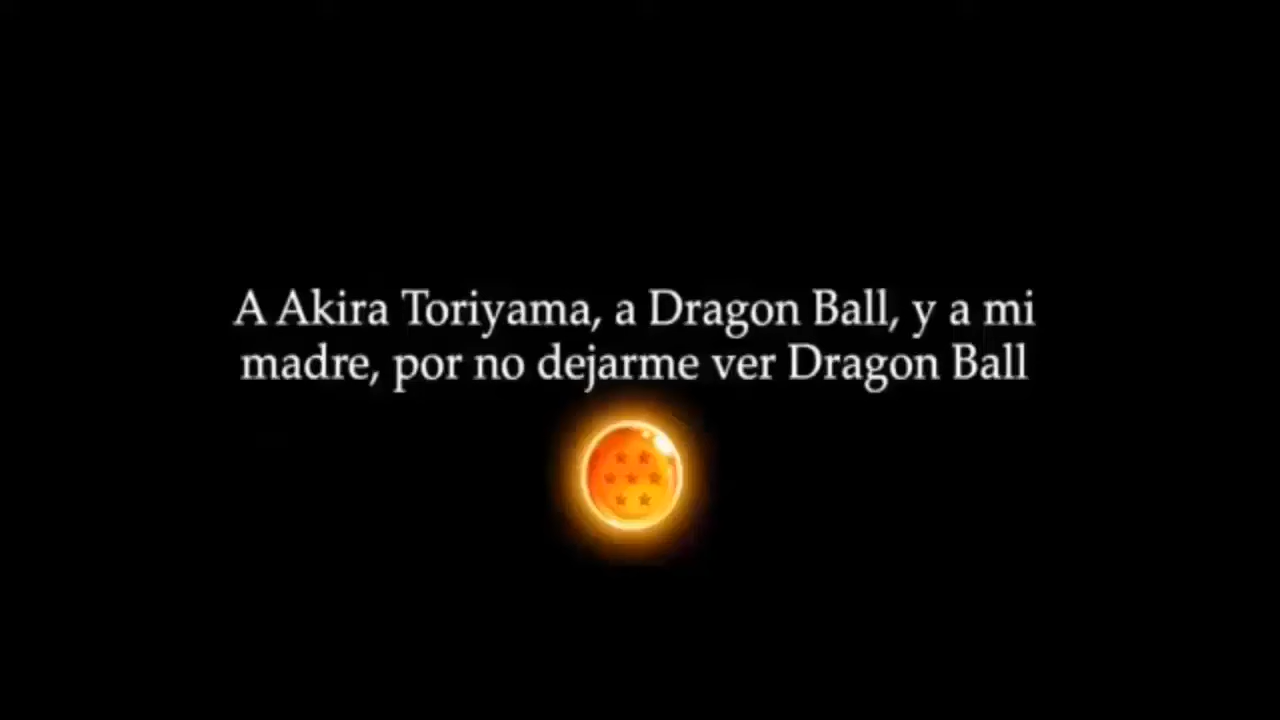 A Akira Toriyama, a Dragon Ball, y a mi
madre, por no dejarme ver Dragon Ball